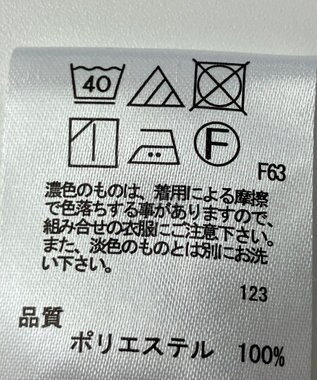 40
F
F63
濃色のものは、着用による摩擦
で色落ちする事がありますので、
組み合せの衣服にご注意下さい。
また、淡色のものとは別にお洗
い下さい。
123
品質
ポリエステル 100%